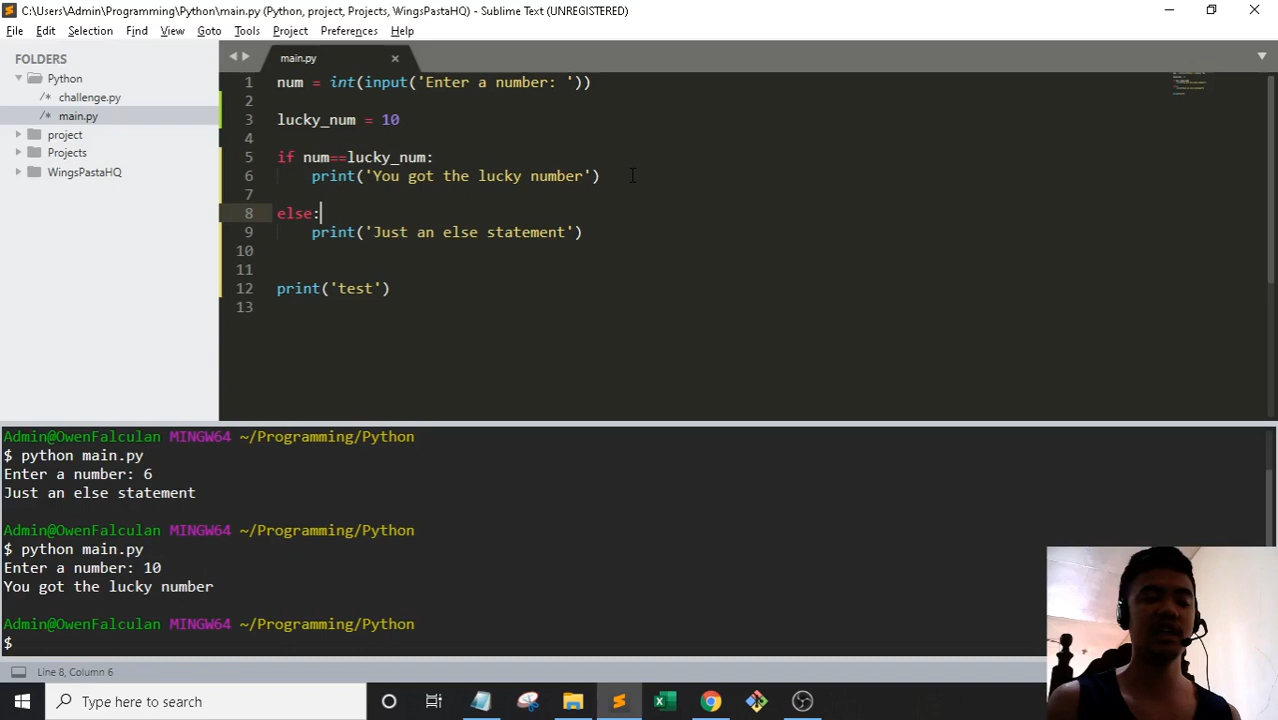 C:\Users\Admin\Programming\Python\main.py (Python, project, Projects, WingsPastaHQ) - Sublime Text (UNREGISTERED)
File Edit Selection Find View Goto Tools Project Preferences Help
FOLDERS
Python
/* challenge.py
/* main.py
project
Projects
WingsPastaHQ
main.py
1 num = int(input('Enter a number: '))
2
3 lucky_num = 10
4
5 if num==lucky_num:
6 print('You got the lucky number')
7
8 else:
9 print('Just an else statement')
10
11
12 print('test')
13
Admin@OwenFalculan MINGW64 ~/Programming/Python
$ python main.py
Enter a number: 6
Just an else statement
Admin@OwenFalculan MINGW64 ~/Programming/Python
$ python main.py
Enter a number: 10
You got the lucky number
Admin@OwenFalculan MINGW64 ~/Programming/Python
$
Line 8, Column 6
Type here to search